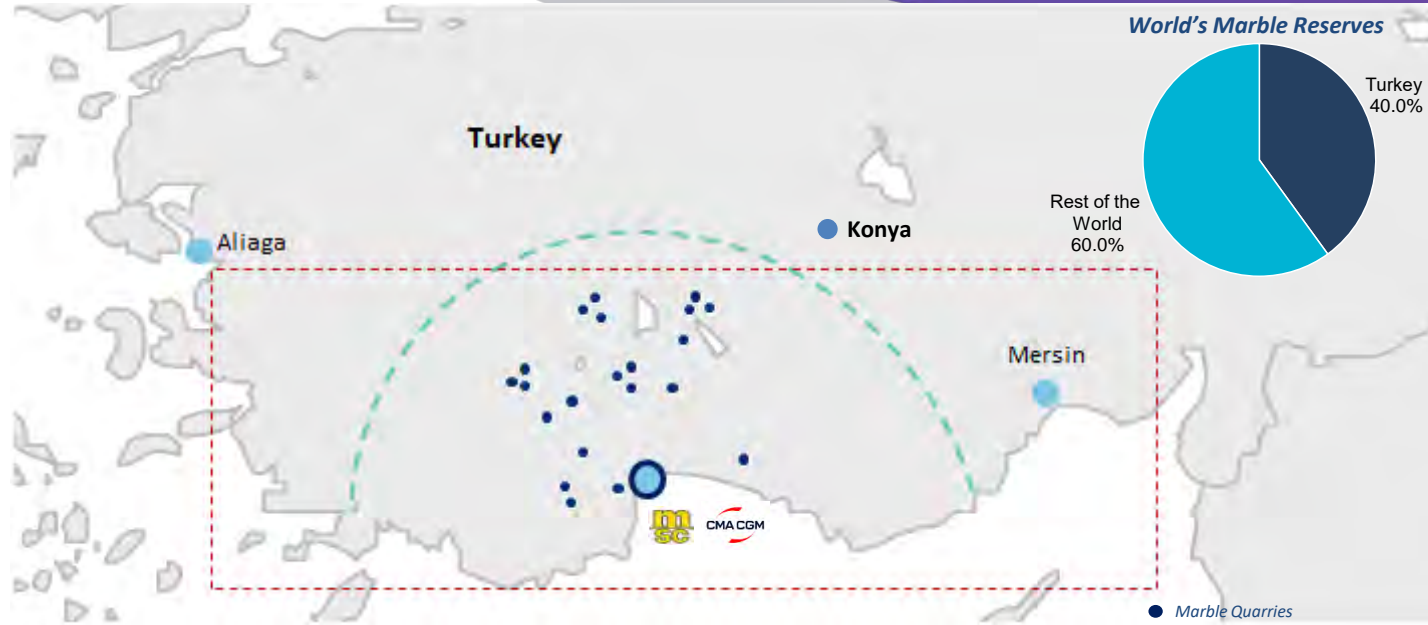 World's Marble Reserves
Turkey
40.0%
Turkey
Rest of the
World
60.0%
Konya
Aliaga
Mersin
m
sc
CMA CGM
Marble Quarries